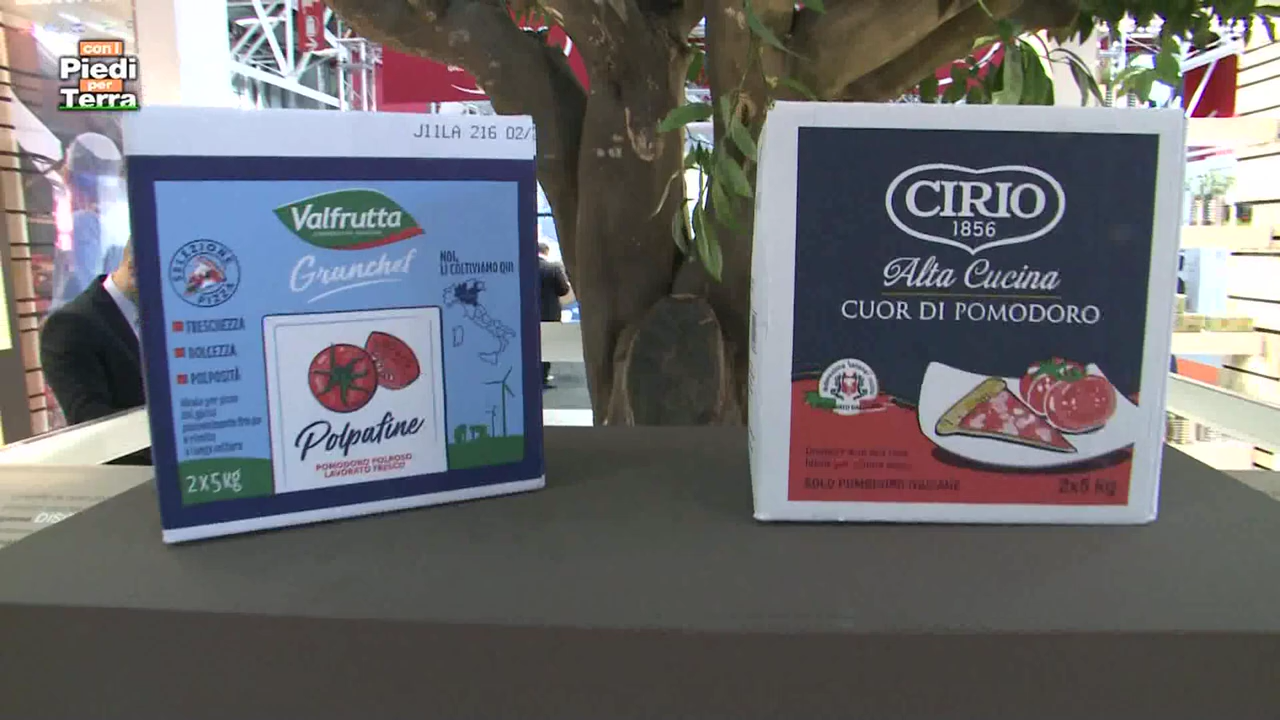 con i
Piedi
per
Terra
J11LA 216 02/
Valfrutta
Granchef
SELEZIONE
PIZZA
NOI,
LI COLTIVIAMO QUI
FRESCHEZZA
DOLCEZZA
POLPOSITÀ
Polpafine
POMODORO POLPOSO
LAVORATO FRESCO
2x5kg
CIRIO
1856
Alta Cucina
CUOR DI POMODORO
SOLO POMODORO ITALIANO
2x5 kg